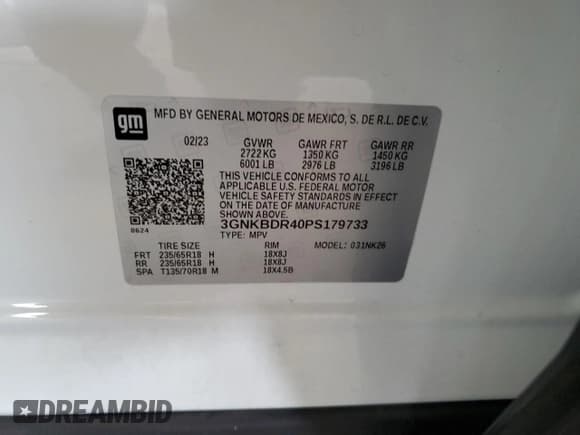 gm
MFD BY GENERAL MOTORS DE MEXICO, S. DE R.L. DE C.V.
02/23 GVWR GAWR FRT GAWR RR
2722 KG 1350 KG 1450 KG
6001 LB 2976 LB 3196 LB
THIS VEHICLE CONFORMS TO ALL
APPLICABLE U.S. FEDERAL MOTOR
VEHICLE SAFETY STANDARDS IN EFFECT
ON THE DATE OF MANUFACTURE
SHOWN ABOVE.
0624 3GNKBDR40PS179733
TYPE: MPV MODEL: 031NK26
TIRE SIZE RIM
FRT 235/65R18 H 18X8J
RR 235/65R18 H 18X8J
SPA T135/70R18 M 18X4.5B
DREAMBID